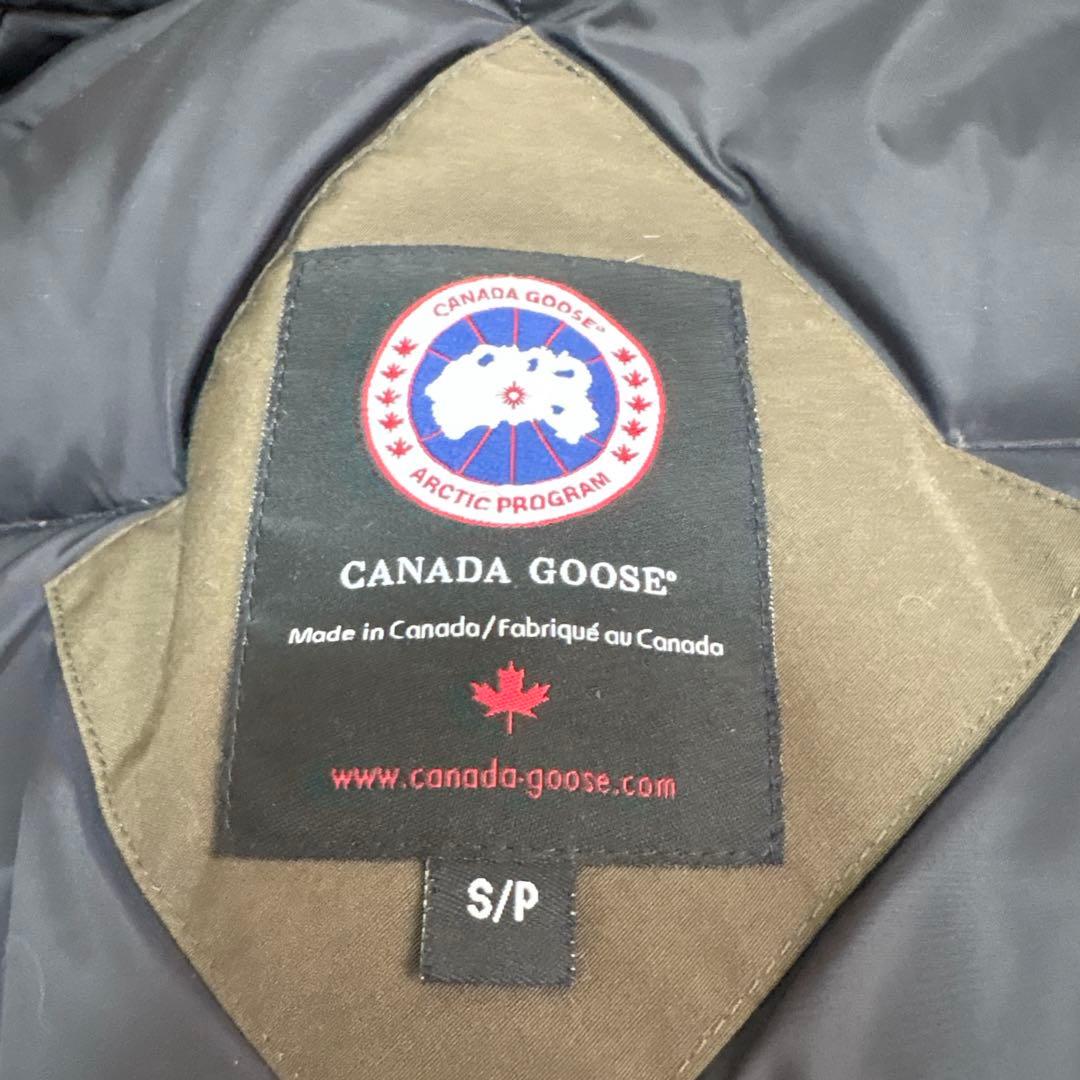 CANADA GOOSE®
ARCTIC PROGRAM
CANADA GOOSE®
Made in Canada/Fabriqué au Canada
www.canada-goose.com
S/P